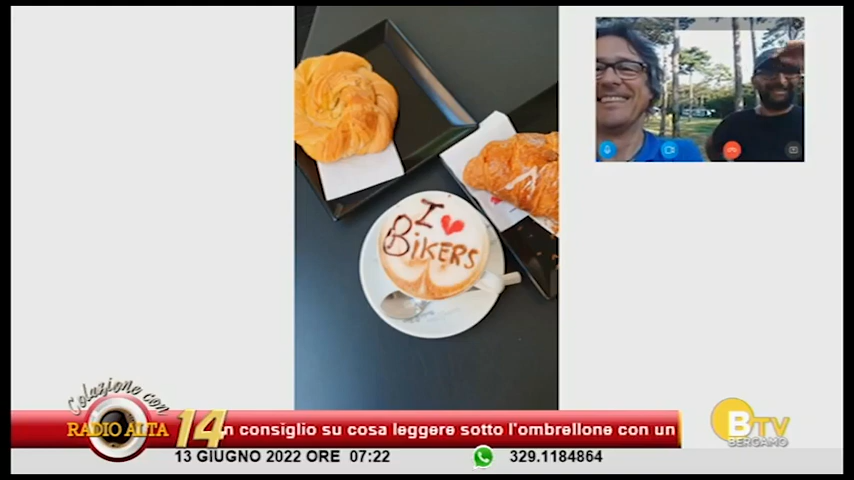 I
BiKERS
Colazione con
RADIO ALTA
14
n consiglio su cosa leggere sotto l'ombrellone con un
BTV
BERGAMO
13 GIUGNO 2022 ORE 07:22
329.1184864